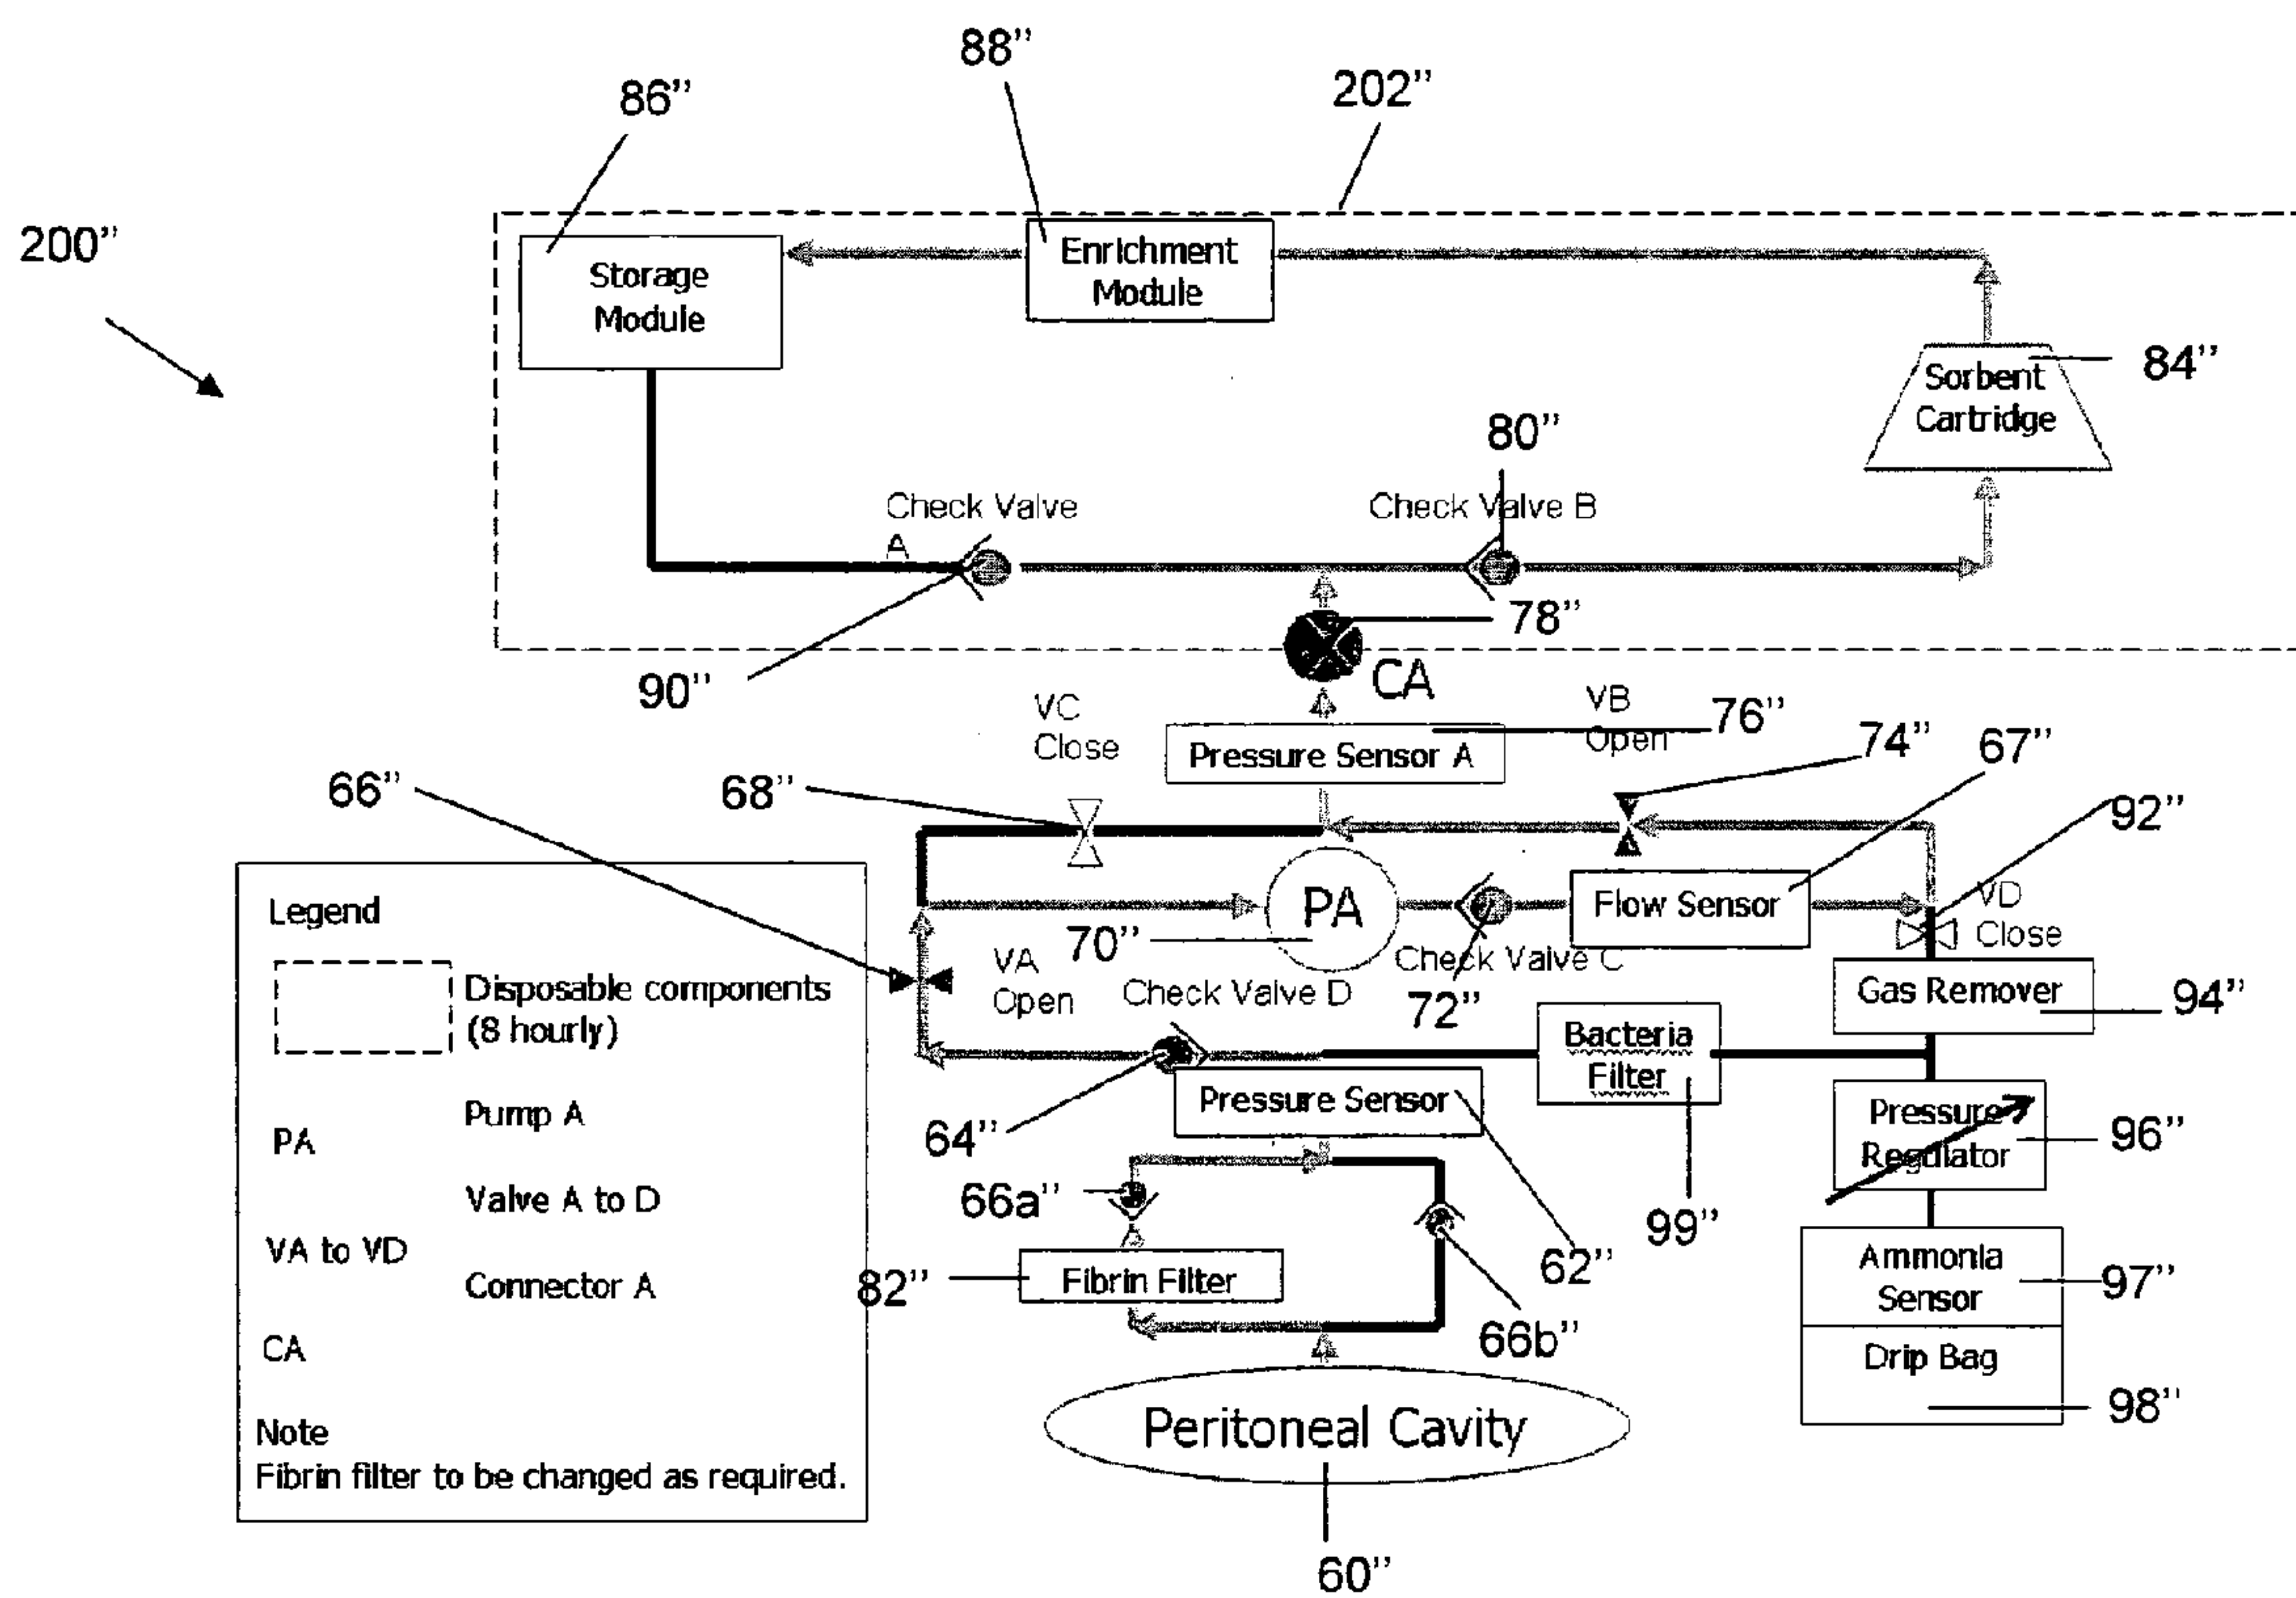 88”
202”
86”
200”
Enrichment
Module
Storage
Module
84”
Sorbent
Cartridge
80”
Check Valve
A
Check Valve B
78”
90”
CA
VC
Close
VB
Open
76”
74”
67”
Pressure Sensor A
66”
68”
92”
PA
Flow Sensor
VD
Close
70”
Check Valve C
VA
Open
Check Valve D
72”
Gas Remover
94”
Bacteria
Filter
Pressure Sensor
64”
Pressure
Regulator
96”
66a”
99”
62”
82”
Fibrin Filter
66b”
Ammonia
Sensor
97”
Drip Bag
98”
Peritoneal Cavity
60”
Legend
Disposable components
(8 hourly)
Pump A
PA
Valve A to D
VA to VD
Connector A
CA
Note
Fibrin filter to be changed as required.